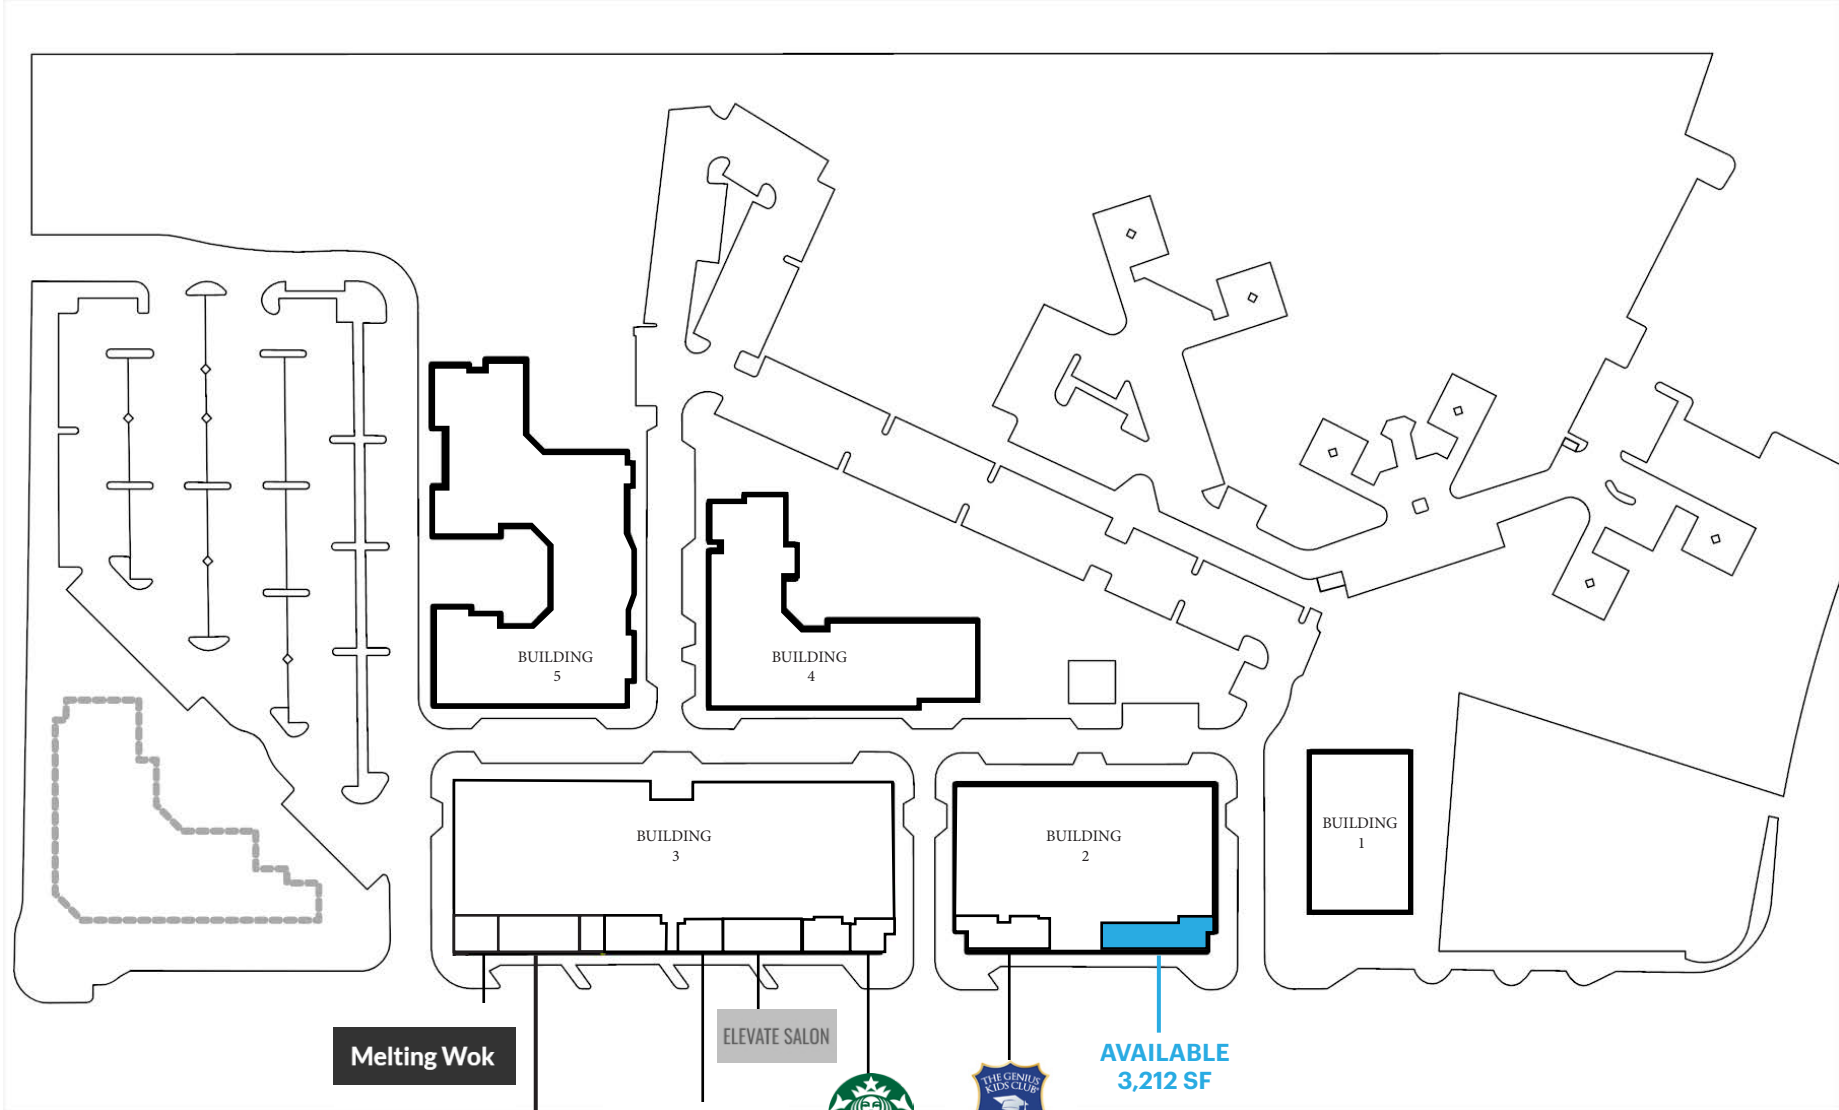 BUILDING
5
BUILDING
4
BUILDING
3
BUILDING
2
BUILDING
1
Melting Wok
ELEVATE SALON
THE GENIUS
KIDS CLUB
AVAILABLE
3,212 SF